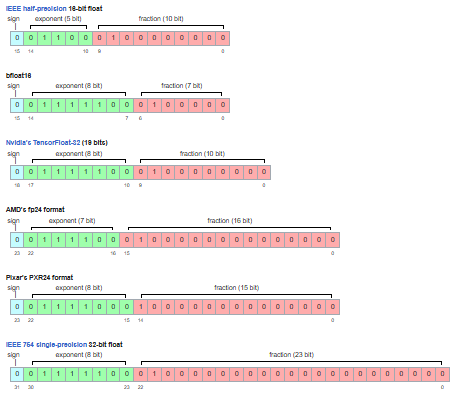 IEEE half-precision 16-bit float
sign exponent (5 bit) fraction (10 bit)
0 0 1 1 0 0 0 1 0 0 0 0 0 0 0 0
15 14 10 9 0
bfloat16
sign exponent (8 bit) fraction (7 bit)
0 0 1 1 1 1 1 0 0 0 1 0 0 0 0 0
15 14 7 6 0
Nvidia's TensorFloat-32 (19 bits)
sign exponent (8 bit) fraction (10 bit)
0 0 1 1 1 1 1 0 0 0 1 0 0 0 0 0 0 0 0
18 17 10 9 0
AMD's fp24 format
sign exponent (7 bit) fraction (16 bit)
0 0 1 1 1 1 0 0 0 1 0 0 0 0 0 0 0 0 0 0 0 0 0 0
23 22 16 15 0
Pixar's PXR24 format
sign exponent (8 bit) fraction (15 bit)
0 0 1 1 1 1 0 0 0 1 0 0 0 0 0 0 0 0 0 0 0 0 0 0
23 22 15 14 0
IEEE 754 single-precision 32-bit float
sign exponent (8 bit) fraction (23 bit)
0 0 1 1 1 1 1 0 0 0 1 0 0 0 0 0 0 0 0 0 0 0 0 0 0 0 0 0 0 0 0 0
31 30 23 22 0